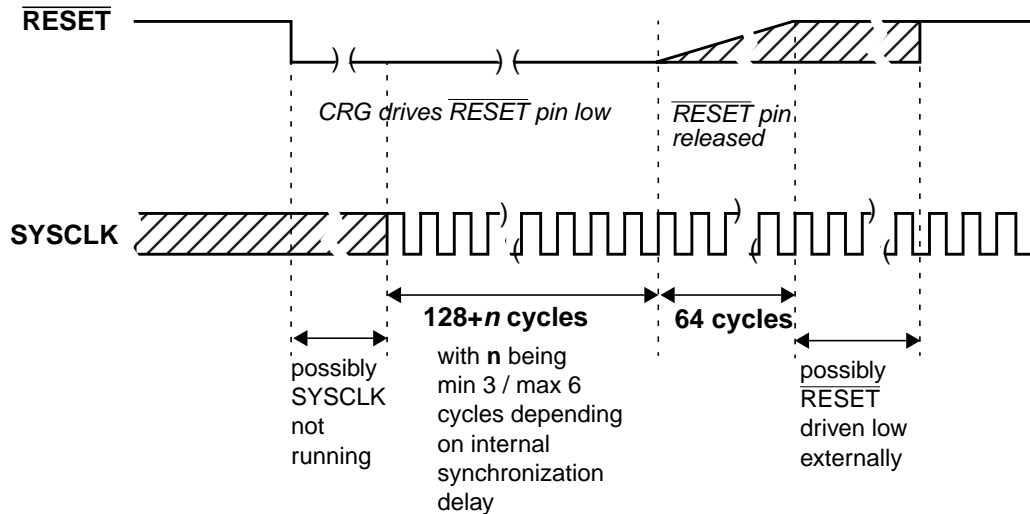 RESET
CRG drives RESET pin low
RESET pin
released
SYSCLK
128+n cycles
with n being
min 3 / max 6
cycles depending
on internal
synchronization
delay
64 cycles
possibly
SYSCLK
not
running
possibly
RESET
driven low
externally